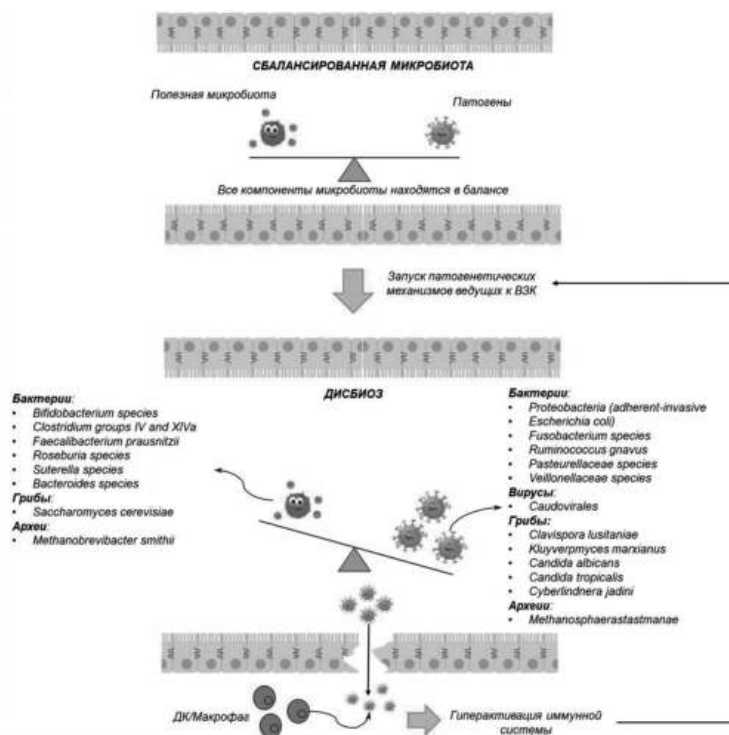 СБАЛАНСИРОВАННАЯ МИКРОБИОТА
Полезная микробиота
Патогены
Все компоненты микробиоты находятся в балансе
Запуск патогенетических
механизмов ведущих к ВЗК
ДИСБИОЗ
Бактерии:
• Bifidobacterium species
• Clostridium groups IV and XIVa
• Faecalibacterium prausnitzii
• Roseburia species
• Suterella species
• Bacteroides species
Грибы:
• Saccharomyces cerevisiae
Археи:
• Methanobrevibacter smithii
Бактерии:
• Proteobacteria (adherent-invasive
• Escherichia coli)
• Fusobacterium species
• Ruminococcus gnavus
• Pasteurellaceae species
• Veillonellaceae species
Вирусы:
• Caudovirales
Грибы:
• Clavispora lusitaniae
• Kluyverpmyces marxianus
• Candida albicans
• Candida tropicalis
• Cyberlindnera jadini
Археии:
• Methanosphaerastastmanae
ДК/Макрофаг
Гиперактивация иммунной
системы